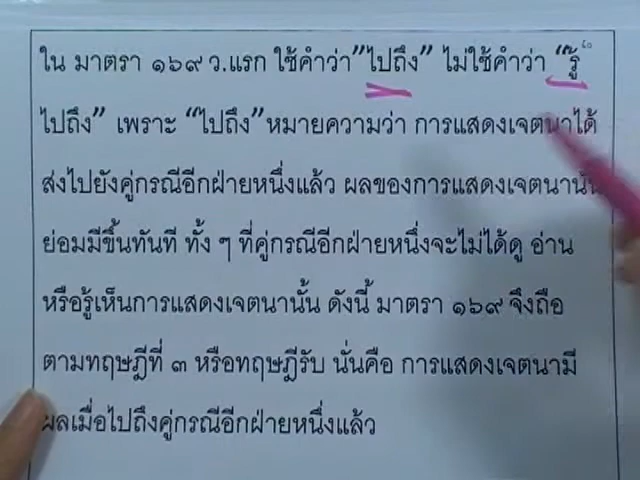 ใน มาตรา ๑๖๙ ว.แรก ใช้คำว่า”ไปถึง” ไม่ใช้คำว่า “รู้
ไปถึง” เพราะ “ไปถึง”หมายความว่า การแสดงเจตนาได้
ส่งไปยังคู่กรณีอีกฝ่ายหนึ่งแล้ว ผลของการแสดงเจตนานั้น
ย่อมมีขึ้นทันที ทั้ง ๆ ที่คู่กรณีอีกฝ่ายหนึ่งจะไม่ได้ดู อ่าน
หรือรู้เห็นการแสดงเจตนานั้น ดังนี้ มาตรา ๑๖๙ จึงถือ
ตามทฤษฎีที่ ๓ หรือทฤษฎีรับ นั่นคือ การแสดงเจตนามี
ผลเมื่อไปถึงคู่กรณีอีกฝ่ายหนึ่งแล้ว